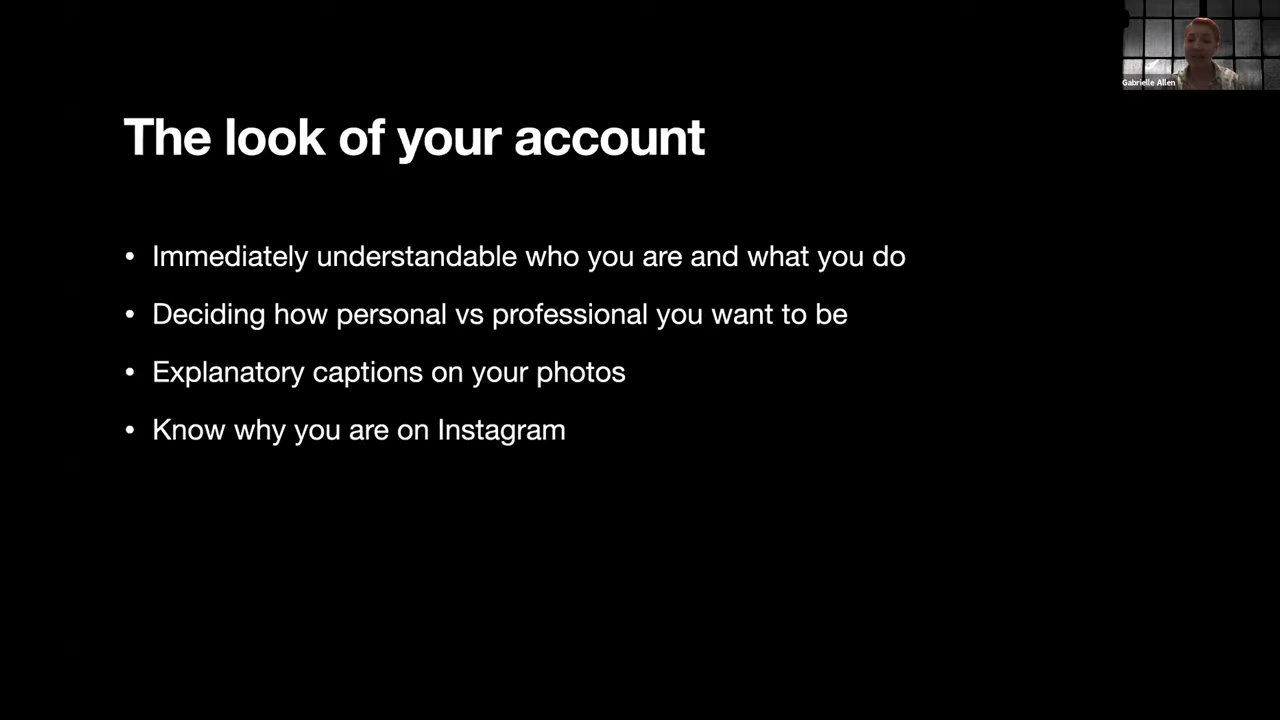 Gabrielle Allen
The look of your account
• Immediately understandable who you are and what you do
• Deciding how personal vs professional you want to be
• Explanatory captions on your photos
• Know why you are on Instagram